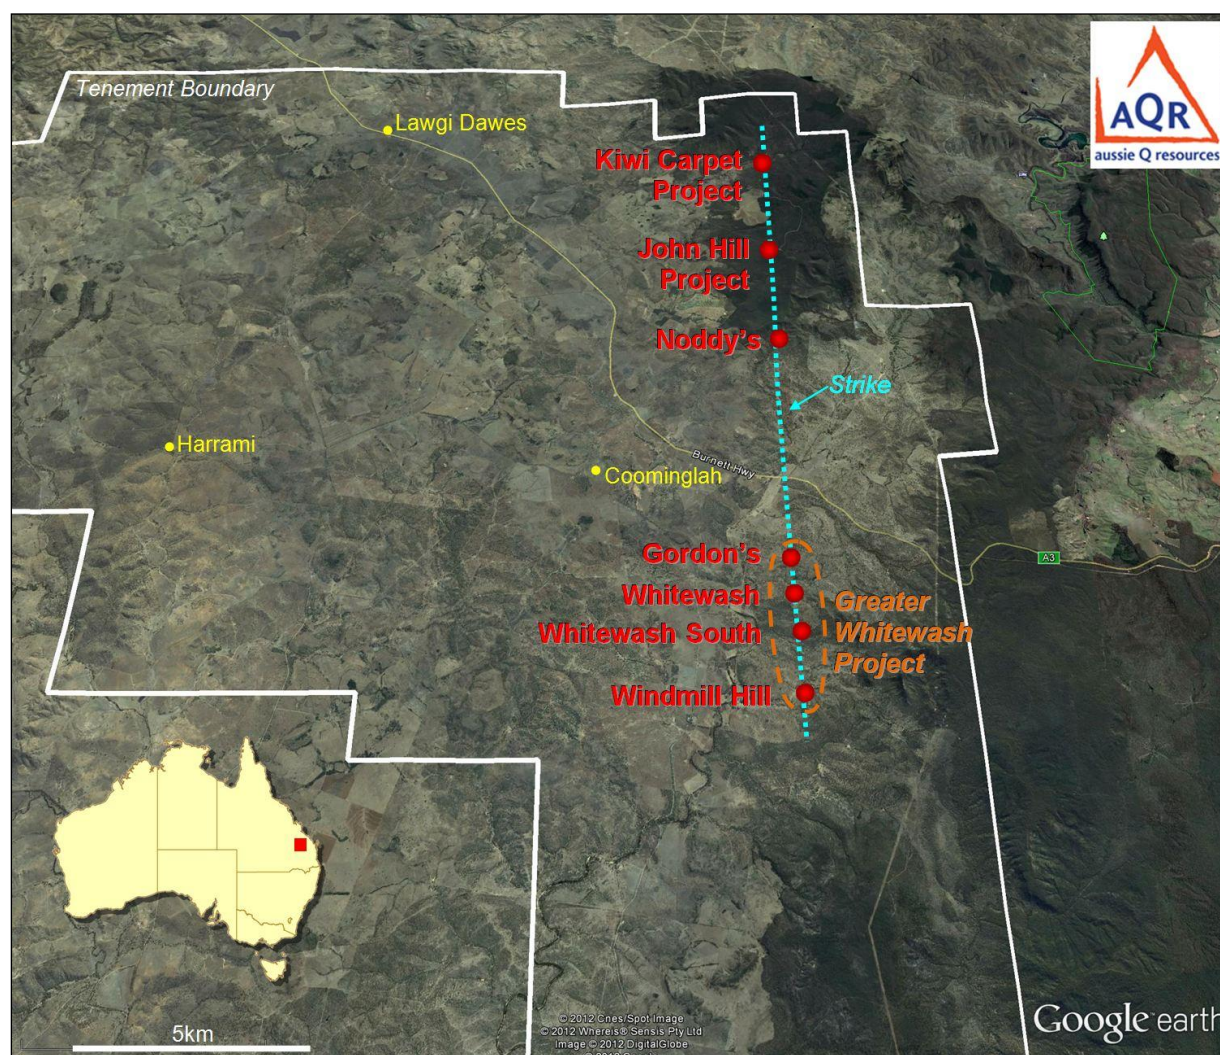 Tenement Boundary
AQR
aussie Q resources
Lawgi Dawes
Kiwi Carpet
Project
John Hill
Project
Noddy's
Strike
Harrami
Burnett Hwy
Coominglah
Gordon's
A3
Whitewash
Greater
Whitewash
Project
Whitewash South
Windmill Hill
5km
© 2012 Cnes/Spot Image
© 2012 Whereis® Sensis Pty Ltd
Image © 2012 DigitalGlobe
Google earth